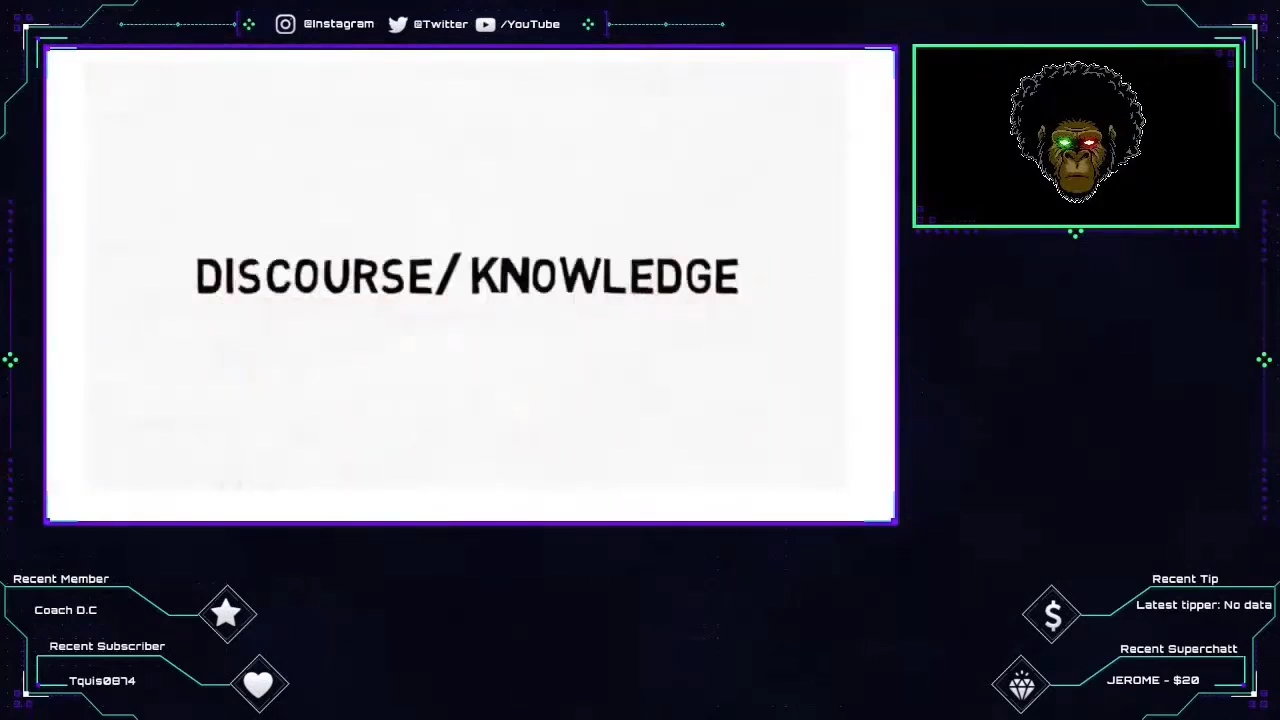 @Instagram @Twitter /YouTube
DISCOURSE/KNOWLEDGE
Recent Member
Coach D.C
Recent Subscriber
Tquis0874
Recent Tip
Latest tipper: No data
Recent Superchatt
JEROME - $20